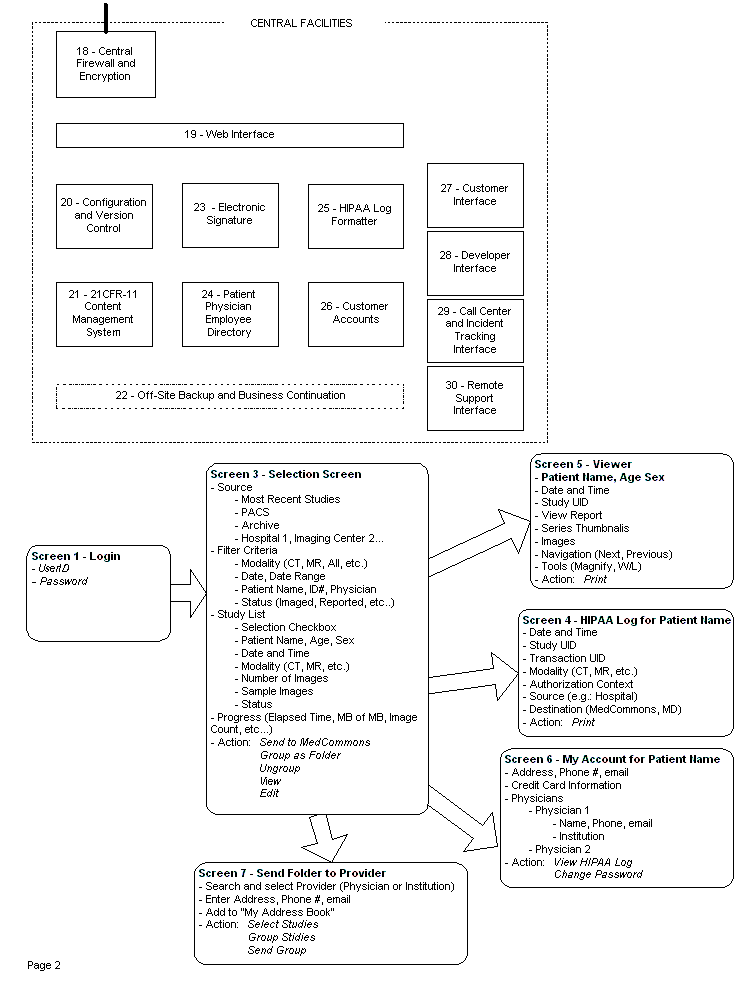 CENTRAL FACILITIES
18 - Central
Firewall and
Encryption
19 - Web Interface
20 - Configuration
and Version
Control
23 - Electronic
Signature
25 - HIPAA Log
Formatter
27 - Customer
Interface
28 - Developer
Interface
21 - 21CFR-11
Content
Management
System
24 - Patient
Physician
Employee
Directory
26 - Customer
Accounts
29 - Call Center
and Incident
Tracking
Interface
22 - Off-Site Backup and Business Continuation
30 - Remote
Support
Interface
Screen 1 - Login
- UserID
- Password
Screen 3 - Selection Screen
- Source
- Most Recent Studies
- PACS
- Archive
- Hospital 1, Imaging Center 2...
- Filter Criteria
- Modality (CT, MR, All, etc.)
- Date, Date Range
- Patient Name, ID#, Physician
- Status (Imaged, Reported, etc..)
- Study List
- Selection Checkbox
- Patient Name, Age, Sex
- Date and Time
- Modality (CT, MR, etc.)
- Number of Images
- Sample Images
- Status
- Progress (Elapsed Time, MB of MB, Image
Count, etc...)
- Action: Send to MedCommons
Group as Folder
Ungroup
View
Edit
Screen 5 - Viewer
- Patient Name, Age Sex
- Date and Time
- Study UID
- View Report
- Series Thumbnalis
- Images
- Navigation (Next, Previous)
- Tools (Magnify, W/L)
- Action: Print
Screen 4 - HIPAA Log for Patient Name
- Date and Time
- Study UID
- Transaction UID
- Modality (CT, MR, etc.)
- Authorization Context
- Source (e.g.: Hospital)
- Destination (MedCommons, MD)
- Action: Print
Screen 6 - My Account for Patient Name
- Address, Phone #, email
- Credit Card Information
- Physicians
- Physician 1
- Name, Phone, email
- Institution
- Physician 2
- Action: View HIPAA Log
Change Password
Screen 7 - Send Folder to Provider
- Search and select Provider (Physician or Institution)
- Enter Address, Phone #, email
- Add to "My Address Book"
- Action: Select Studies
Group Stidies
Send Group
Page 2